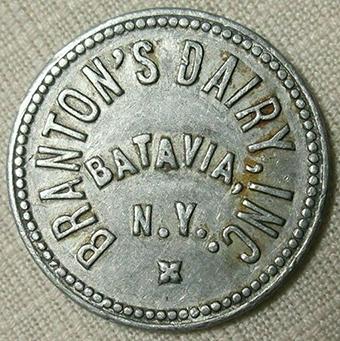 BRANTON'S DAIRY, INC.
BATAVIA,
N.Y.